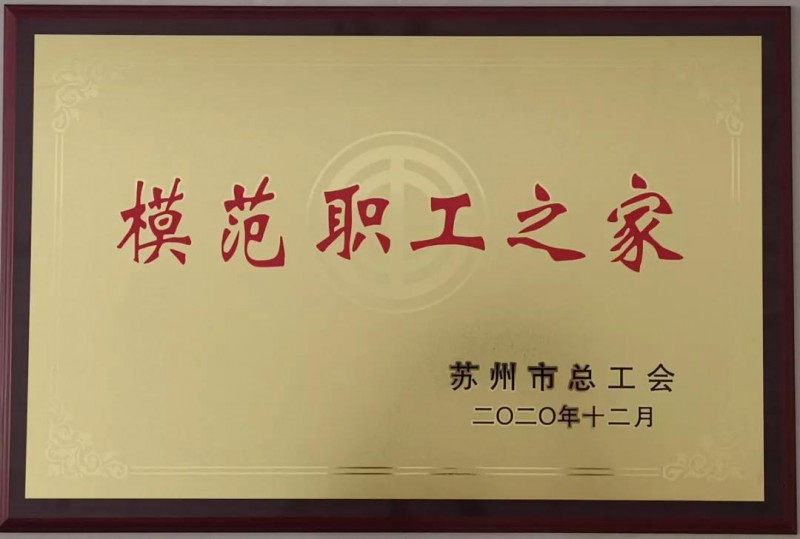 模范职工之家
苏州市总工会
二〇二〇年十二月